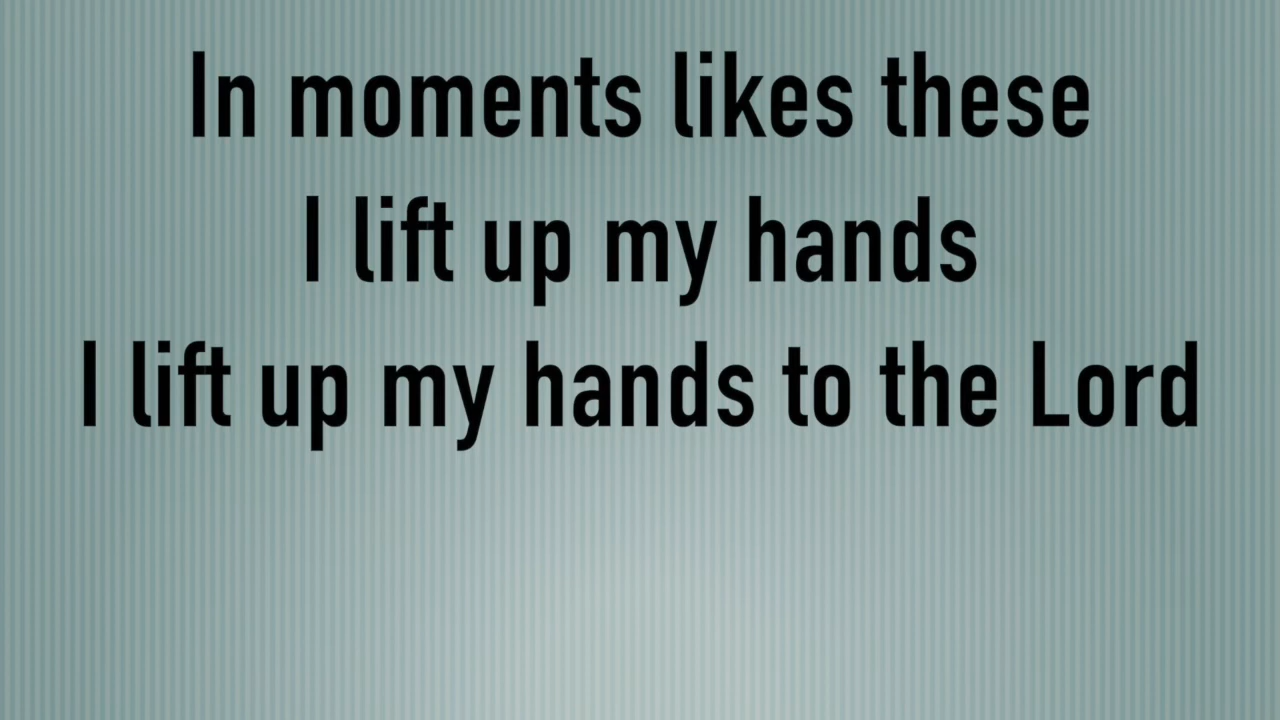 In moments likes these
I lift up my hands
I lift up my hands to the Lord